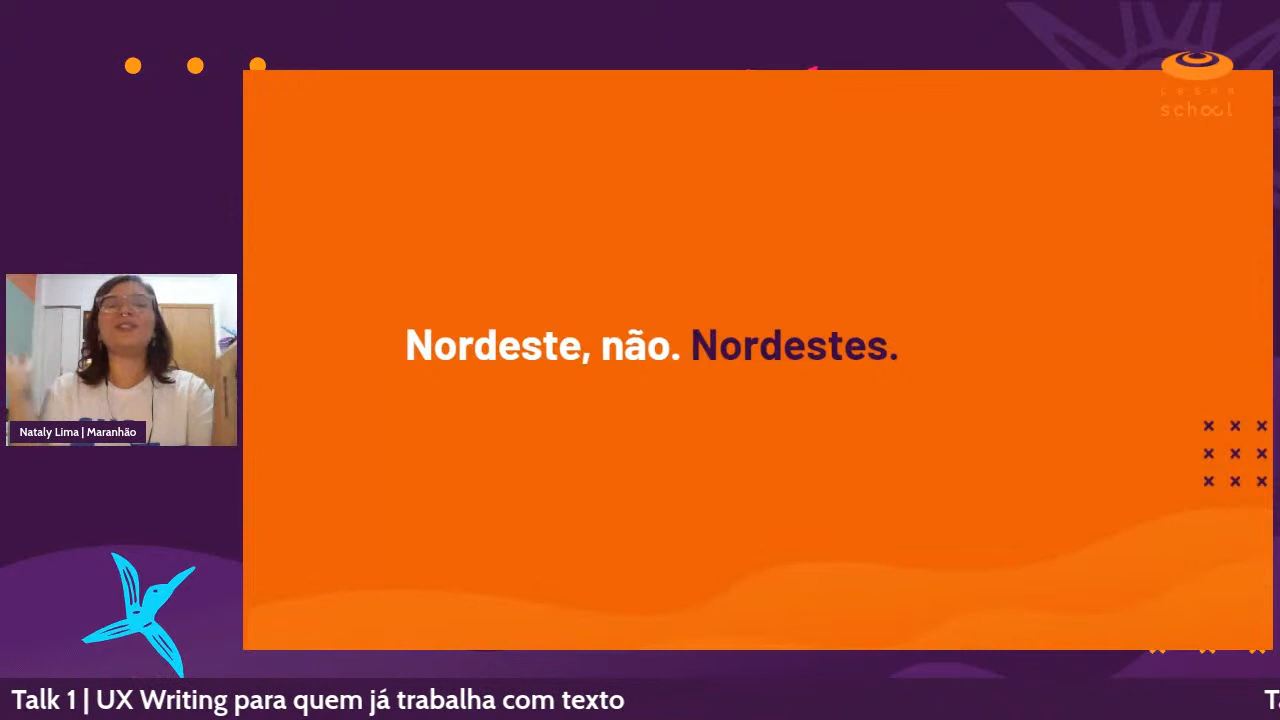 school
Nordeste, não. Nordestes.
Nataly Lima | Maranhão
Talk 1 | UX Writing para quem já trabalha com texto